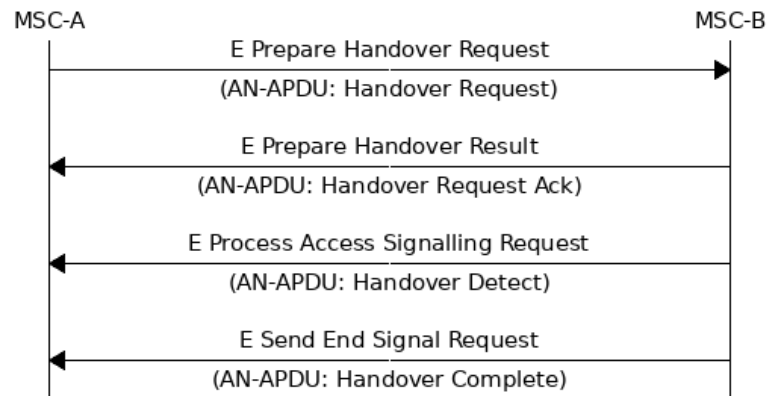 MSC-A MSC-B
E Prepare Handover Request
(AN-APDU: Handover Request)
E Prepare Handover Result
(AN-APDU: Handover Request Ack)
E Process Access Signalling Request
(AN-APDU: Handover Detect)
E Send End Signal Request
(AN-APDU: Handover Complete)